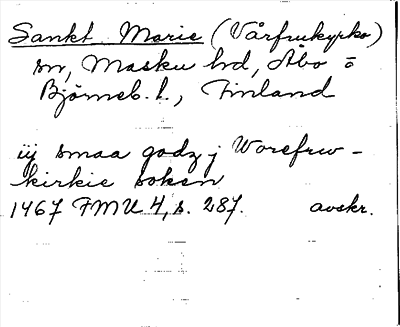 Sankt Marie (Vårfrukyrka)
sn, Masku hd, Åbo o
Björneb. l., Finland
iij smaa godz j Worefrw-
kirkie soken
1467 FMU 4, s. 287. avskr.